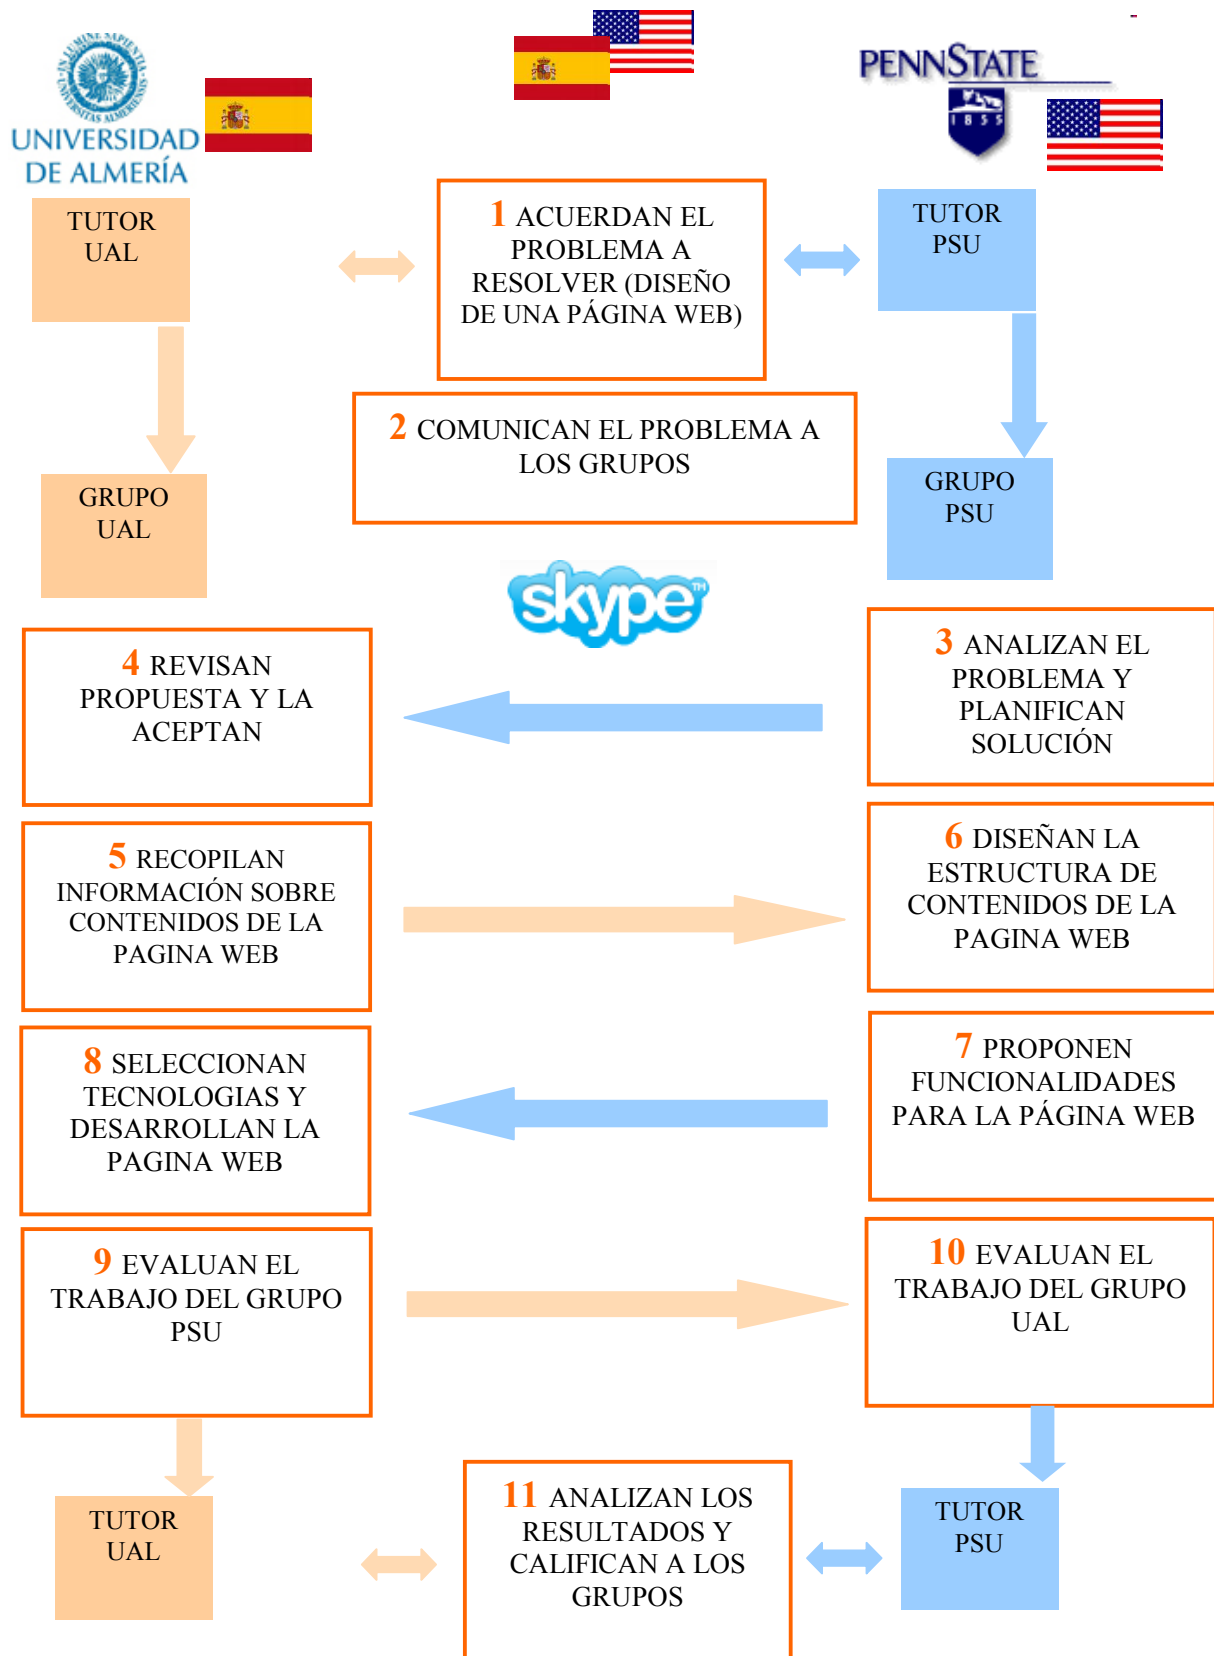 UNIVERSIDAD
DE ALMERÍA
PENNSTATE
1855
TUTOR
UAL
1 ACUERDAN EL
PROBLEMA A
RESOLVER (DISEÑO
DE UNA PÁGINA WEB)
TUTOR
PSU
2 COMUNICAN EL PROBLEMA A
LOS GRUPOS
GRUPO
UAL
GRUPO
PSU
skype TM
4 REVISAN
PROPUESTA Y LA
ACEPTAN
3 ANALIZAN EL
PROBLEMA Y
PLANIFICAN
SOLUCIÓN
5 RECOPILAN
INFORMACIÓN SOBRE
CONTENIDOS DE LA
PAGINA WEB
6 DISEÑAN LA
ESTRUCTURA DE
CONTENIDOS DE LA
PAGINA WEB
8 SELECCIONAN
TECNOLOGIAS Y
DESARROLLAN LA
PAGINA WEB
7 PROPONEN
FUNCIONALIDADES
PARA LA PÁGINA WEB
9 EVALUAN EL
TRABAJO DEL GRUPO
PSU
10 EVALUAN EL
TRABAJO DEL GRUPO
UAL
TUTOR
UAL
11 ANALIZAN LOS
RESULTADOS Y
CALIFICAN A LOS
GRUPOS
TUTOR
PSU